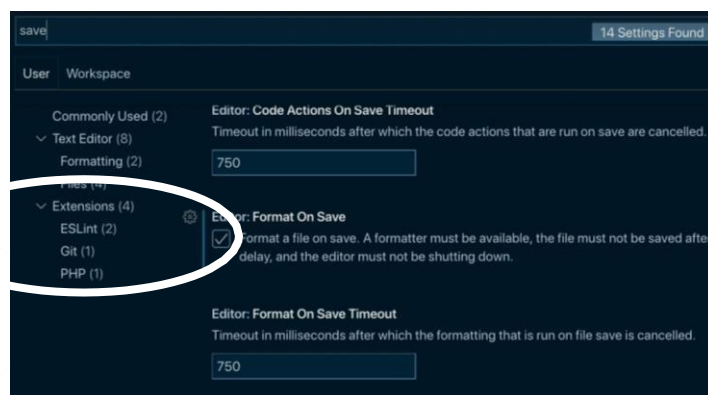 save
14 Settings Found
User Workspace
Commonly Used (2)
Text Editor (8)
Formatting (2)
Files (4)
Extensions (4)
ESLint (2)
Git (1)
PHP (1)
Editor: Code Actions On Save Timeout
Timeout in milliseconds after which the code actions that are run on save are cancelled.
750
Editor: Format On Save
Format a file on save. A formatter must be available, the file must not be saved afte
delay, and the editor must not be shutting down.
Editor: Format On Save Timeout
Timeout in milliseconds after which the formatting that is run on file save is cancelled.
750